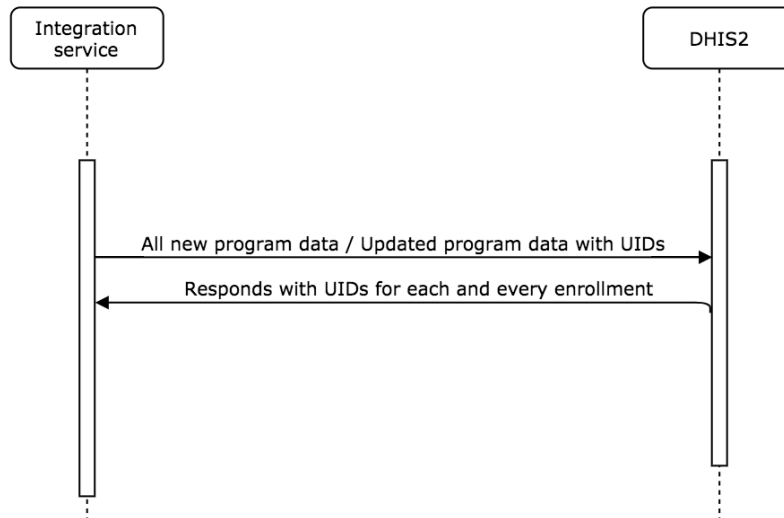 Integration
service
DHIS2
All new program data / Updated program data with UIDs
Responds with UIDs for each and every enrollment